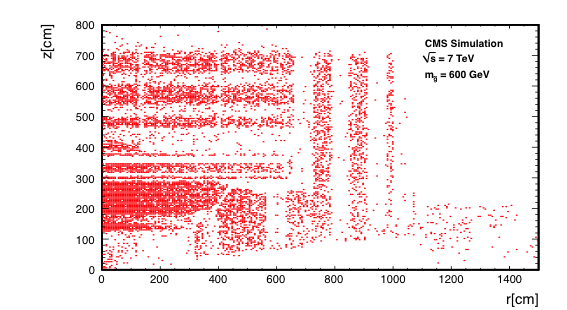 z[cm]
800
700
600
500
400
300
200
100
0
CMS Simulation
√s = 7 TeV
m_g̃ = 600 GeV
0 200 400 600 800 1000 1200 1400
r[cm]